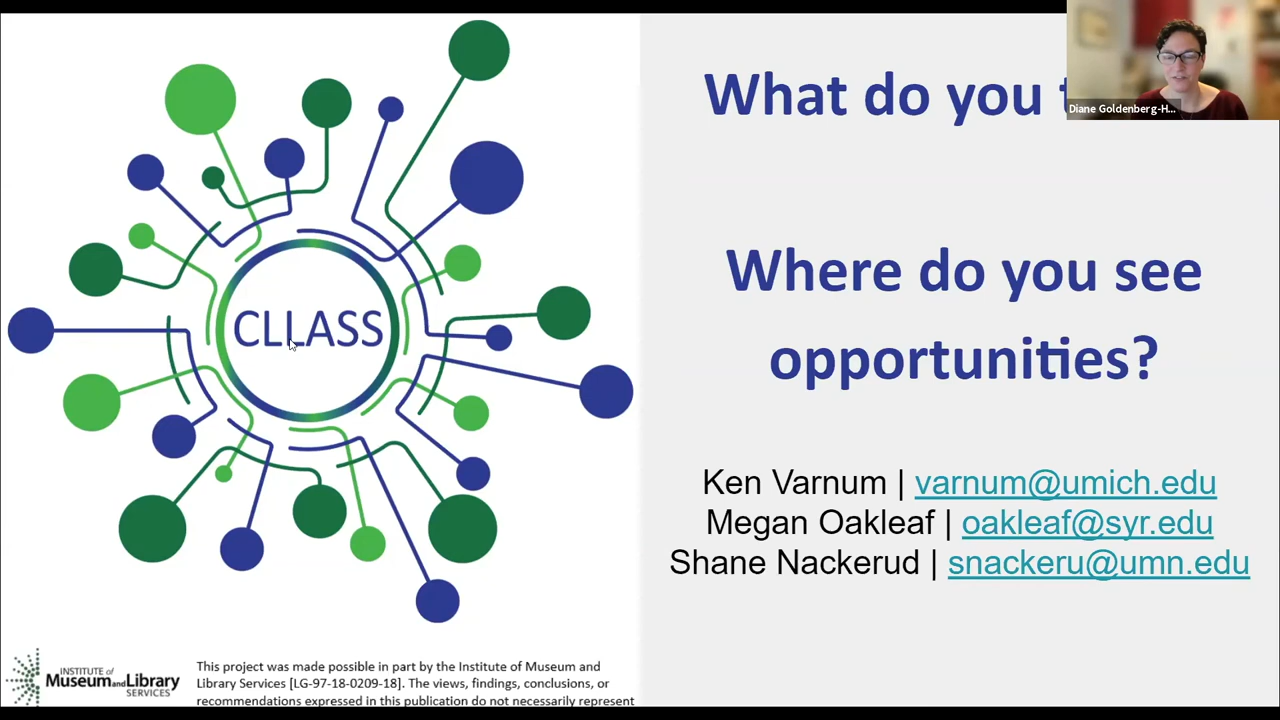 What do you
Diane Goldenberg-H...
Where do you see
opportunities?
CLLASS
Ken Varnum | varnum@umich.edu
Megan Oakleaf | oakleaf@syr.edu
Shane Nackerud | snackeru@umn.edu
INSTITUTE of
Museum and Library
SERVICES
This project was made possible in part by the Institute of Museum and
Library Services [LG-97-18-0209-18]. The views, findings, conclusions, or
recommendations expressed in this publication do not necessarily represent